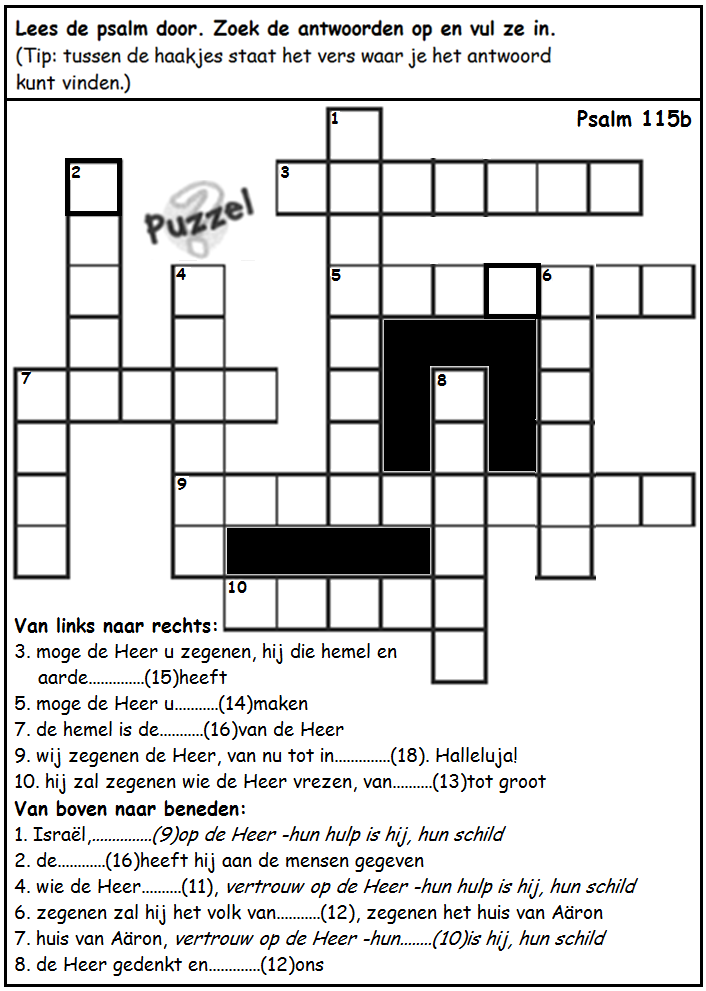 Lees de psalm door. Zoek de antwoorden op en vul ze in.
(Tip: tussen de haakjes staat het vers waar je het antwoord
kunt vinden.)
Psalm 115b
1
2
3
Puzzel
?
4
5
6
7
8
9
10
Van links naar rechts:
3. moge de Heer u zegenen, hij die hemel en
aarde..............(15)heeft
5. moge de Heer u...........(14)maken
7. de hemel is de...........(16)van de Heer
9. wij zegenen de Heer, van nu tot in..............(18). Halleluja!
10. hij zal zegenen wie de Heer vrezen, van..........(13)tot groot
Van boven naar beneden:
1. Israël,...............(9)op de Heer -hun hulp is hij, hun schild
2. de............(16)heeft hij aan de mensen gegeven
4. wie de Heer..........(11), vertrouw op de Heer -hun hulp is hij, hun schild
6. zegenen zal hij het volk van...........(12), zegenen het huis van Aäron
7. huis van Aäron, vertrouw op de Heer -hun........(10)is hij, hun schild
8. de Heer gedenkt en.............(12)ons